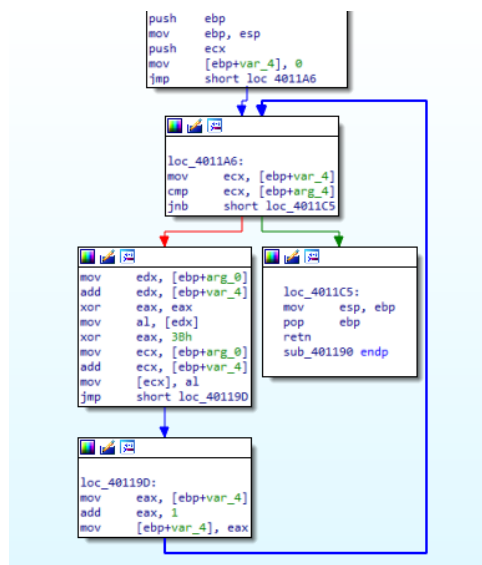 push ebp
mov ebp, esp
push ecx
mov [ebp+var_4], 0
jmp short loc_4011A6
loc_4011A6:
mov ecx, [ebp+var_4]
cmp ecx, [ebp+arg_4]
jnb short loc_4011C5
mov edx, [ebp+arg_0]
add edx, [ebp+var_4]
xor eax, eax
mov al, [edx]
xor eax, 3Bh
mov ecx, [ebp+arg_0]
add ecx, [ebp+var_4]
mov [ecx], al
jmp short loc_40119D
loc_4011C5:
mov esp, ebp
pop ebp
retn
sub_401190 endp
loc_40119D:
mov eax, [ebp+var_4]
add eax, 1
mov [ebp+var_4], eax